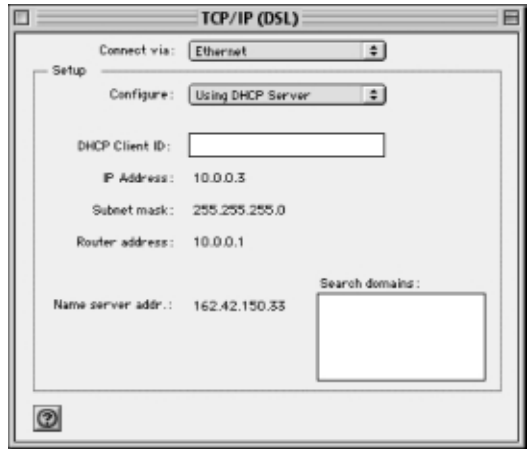 TCP/IP (DSL)
Connect via: Ethernet
Setup
Configure: Using DHCP Server
DHCP Client ID:
IP Address: 10.0.0.3
Subnet mask: 255.255.255.0
Router address: 10.0.0.1
Search domains:
Name server addr.: 162.42.150.33
?